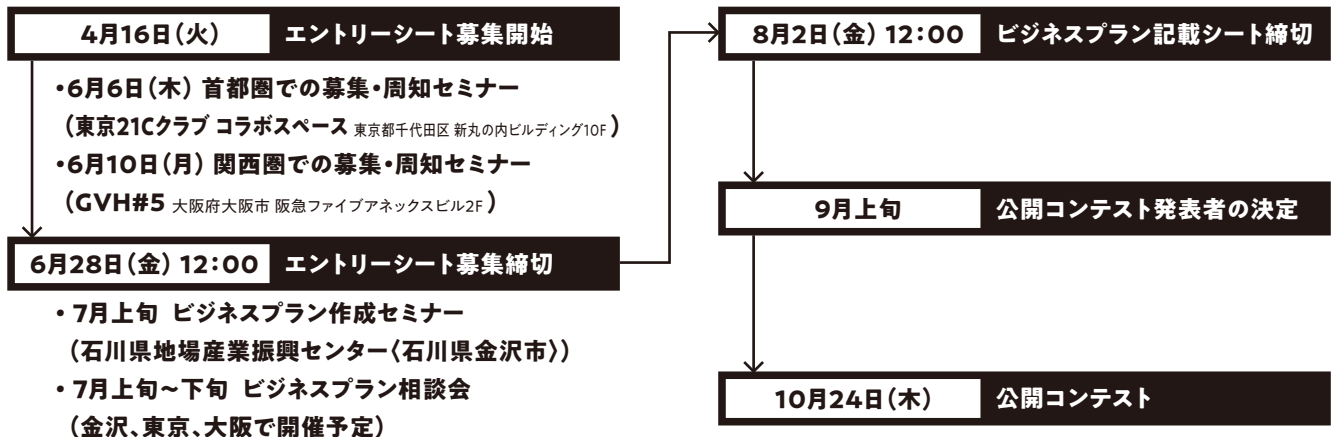 4月16日(火) エントリーシート募集開始
・6月6日(木) 首都圏での募集・周知セミナー
(東京21Cクラブ コラボスペース 東京都千代田区 新丸の内ビルディング10F)
・6月10日(月) 関西圏での募集・周知セミナー
(GVH#5 大阪府大阪市 阪急ファイブアネックスビル2F)
6月28日(金) 12:00 エントリーシート募集締切
・7月上旬 ビジネスプラン作成セミナー
(石川県地場産業振興センター〈石川県金沢市〉)
・7月上旬~下旬 ビジネスプラン相談会
(金沢、東京、大阪で開催予定)
8月2日(金) 12:00 ビジネスプラン記載シート締切
9月上旬 公開コンテスト発表者の決定
10月24日(木) 公開コンテスト